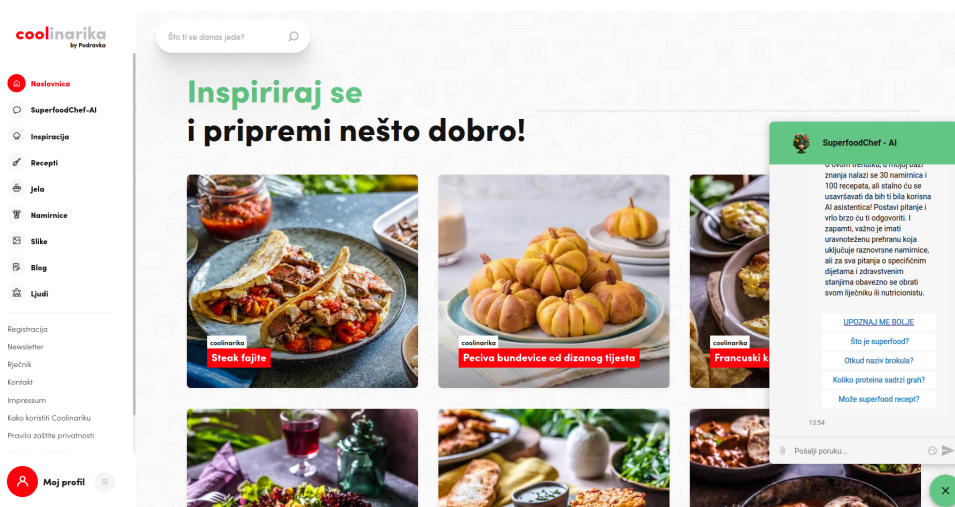 coolinarika
by Podravka
Naslovnica
SuperfoodChef-AI
Inspiracija
Recepti
Jela
Namirnice
Slike
Blog
Ljudi
Registracija
Newsletter
Rječnik
Kontakt
Impressum
Kako koristiti Coolinariku
Pravila zaštite privatnosti
Moj profil
Što ti se danas jede?
Inspiriraj se
i pripremi nešto dobro!
coolinarika
Steak fajite
coolinarika
Peciva bundevice od dizanog tijesta
coolinarika
Francuski
SuperfoodChef - AI
U ovom trenutku, u mojoj bazi
znanja nalazi se 30 namirnica i
100 recepata, ali stalno ću se
usavršavati da bih ti bila korisna
AI asistentica! Postavi pitanje i
vrlo brzo ću ti odgovoriti. I
zapamti, važno je imati
uravnoteženu prehranu koja
uključuje raznovrsne namirnice,
ali za sva pitanja o specifičnim
dijetama i zdravstvenim
stanjima obavezno se obrati
svom liječniku ili nutricionistu.
UPOZNAJ ME BOLJE
Što je superfood?
Otkud naziv brokula?
Koliko proteina sadrzi grah?
Može superfood recept?
13:54
Pošalji poruku...